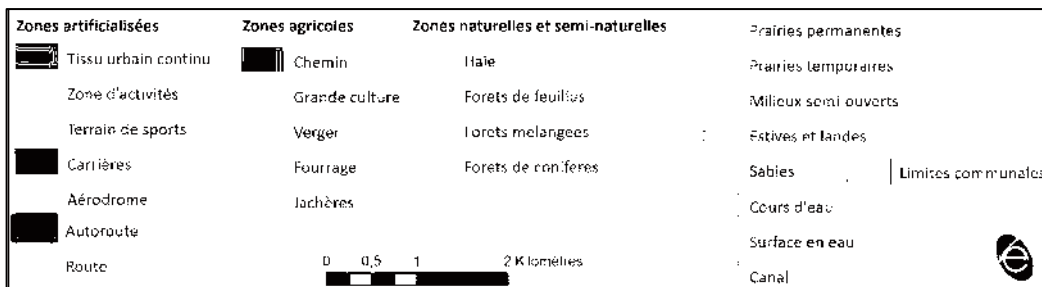 Zones artificialisées
Tissu urbain continu
Zone d'activités
Terrain de sports
Carrières
Aérodrome
Autoroute
Route
Zones agricoles
Chemin
Grande culture
Verger
Fourrage
Jachères
Zones naturelles et semi-naturelles
Haie
Forets de feuillus
Forets melangees
Forets de coniferes
Prairies permanentes
Prairies temporaires
Milieux semi ouverts
Estives et landes
Sables
Cours d'eau
Surface en eau
Canal
Limites communales
0 0,5 1 2 Kilomètres